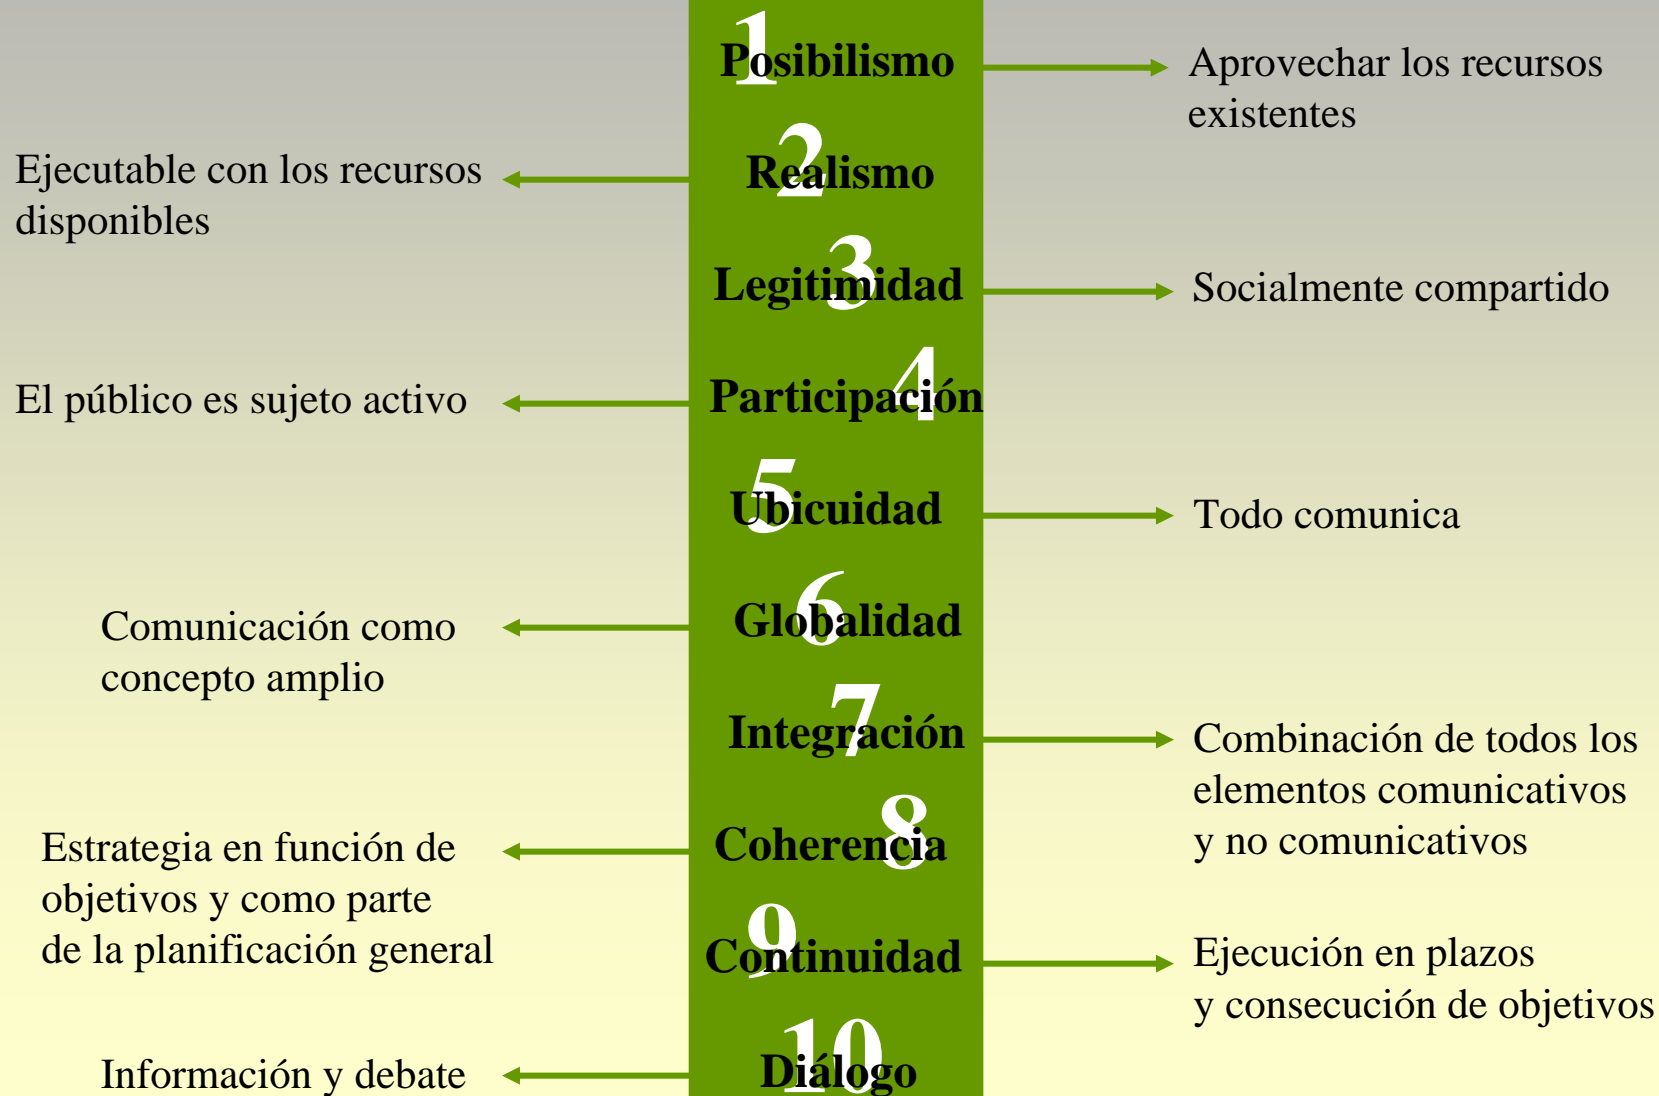 1
Posibilismo
Aprovechar los recursos
existentes
2
Realismo
Ejecutable con los recursos
disponibles
3
Legitimidad
Socialmente compartido
4
Participación
El público es sujeto activo
5
Ubicuidad
Todo comunica
6
Globalidad
Comunicación como
concepto amplio
7
Integración
Combinación de todos los
elementos comunicativos
y no comunicativos
8
Coherencia
Estrategia en función de
objetivos y como parte
de la planificación general
9
Continuidad
Ejecución en plazos
y consecución de objetivos
10
Diálogo
Información y debate